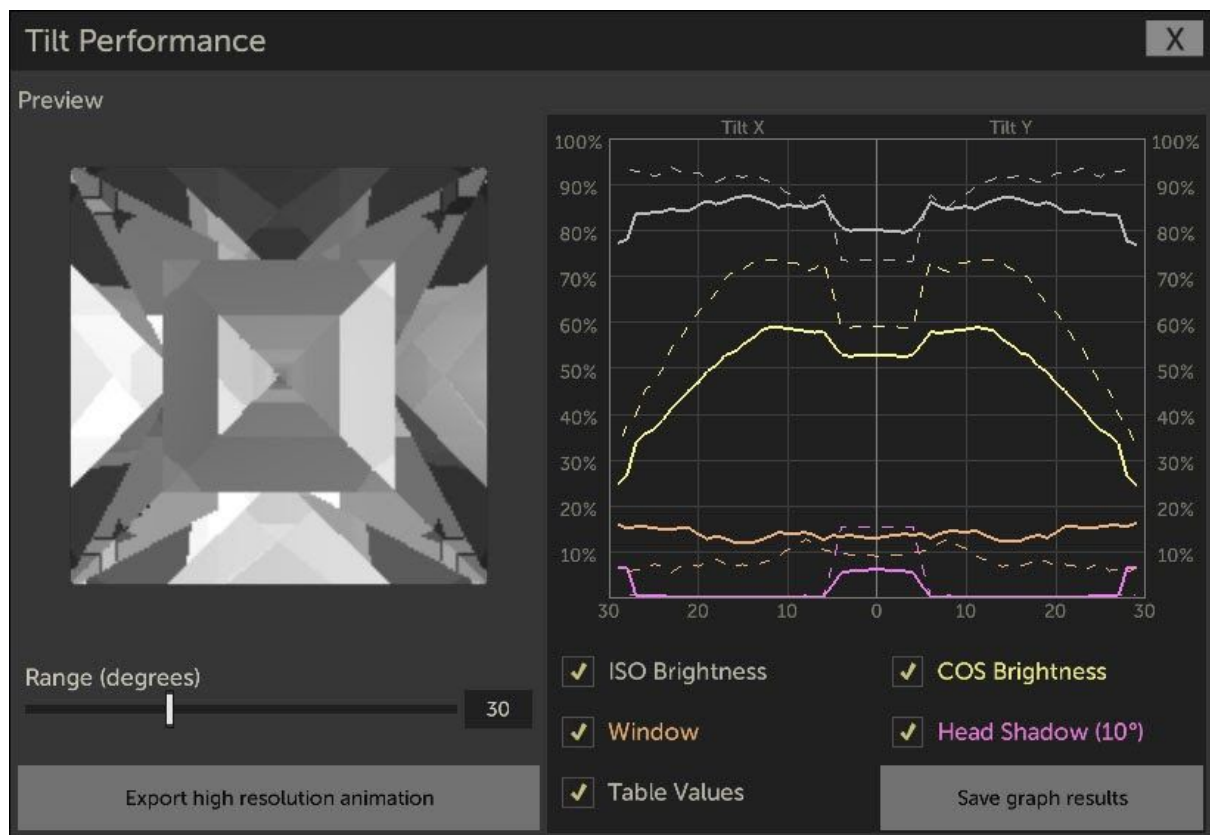 Tilt Performance
X
Preview
Tilt X
Tilt Y
100%
100%
90%
90%
80%
80%
70%
70%
60%
60%
50%
50%
40%
40%
30%
30%
20%
20%
10%
10%
30
20
10
0
10
20
30
Range (degrees)
30
ISO Brightness
COS Brightness
Window
Head Shadow (10°)
Table Values
Export high resolution animation
Save graph results